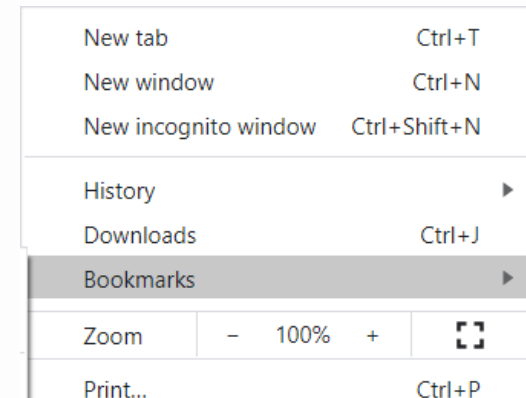 New tab Ctrl+T
New window Ctrl+N
New incognito window Ctrl+Shift+N
History
Downloads Ctrl+J
Bookmarks
Zoom - 100% +
Print... Ctrl+P